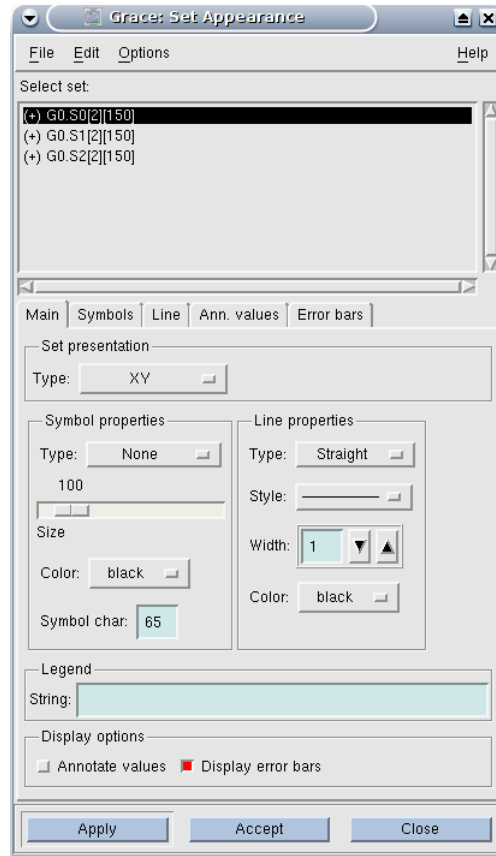 Grace: Set Appearance
File Edit Options Help
Select set:
(+) G0.S0[2][150]
(+) G0.S1[2][150]
(+) G0.S2[2][150]
Main Symbols Line Ann. values Error bars
Set presentation
Type: XY
Symbol properties
Type: None
100
Size
Color: black
Symbol char: 65
Line properties
Type: Straight
Style:
Width: 1
Color: black
Legend
String:
Display options
Annotate values Display error bars
Apply Accept Close